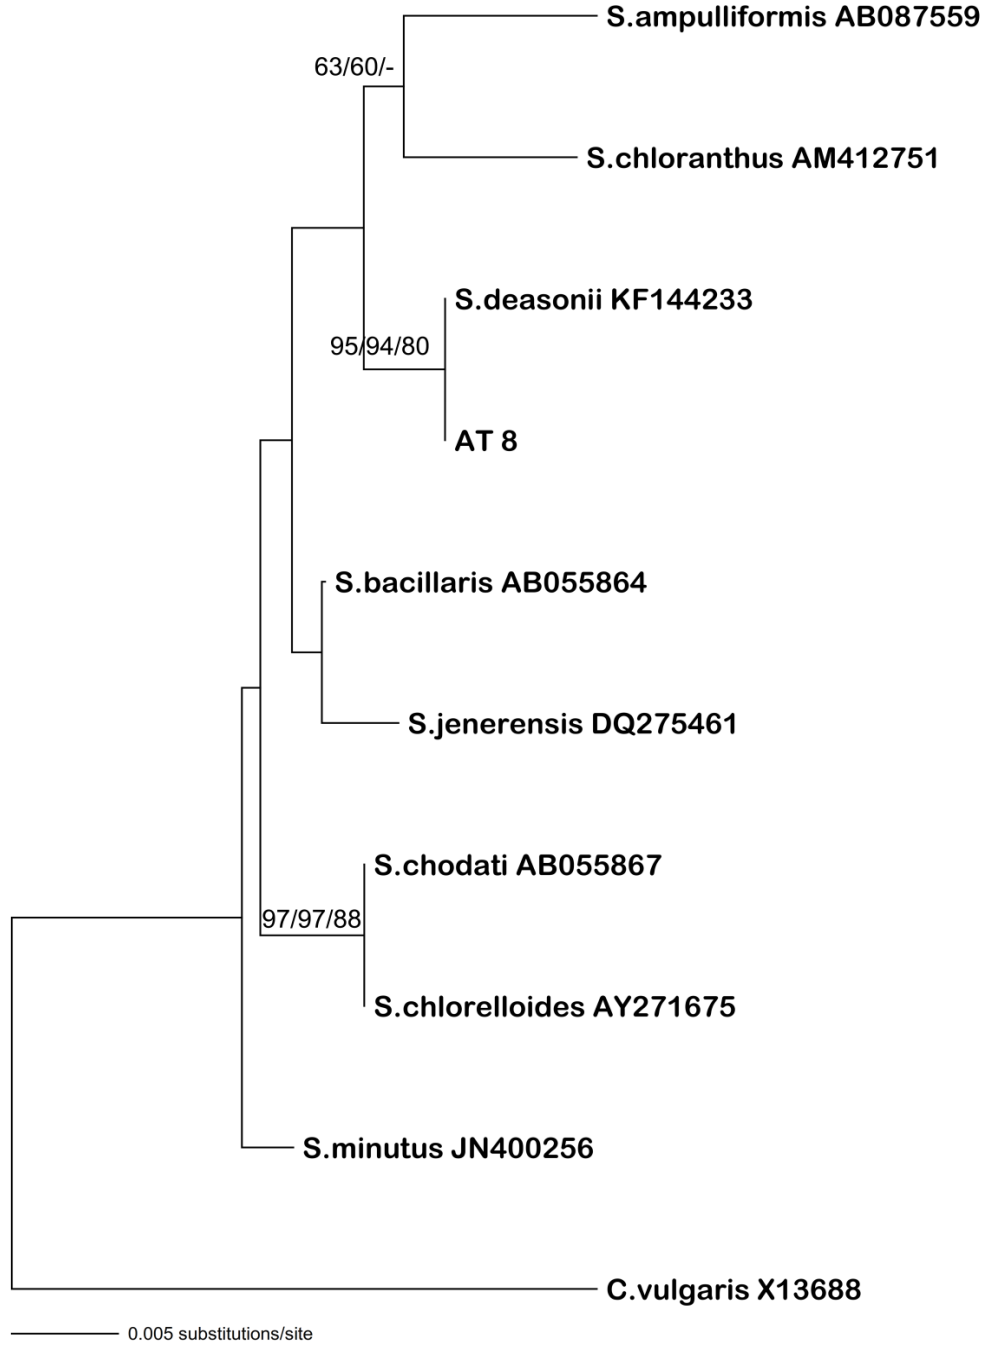 S.ampulliformis AB087559
63/60/-
S.chloranthus AM412751
S.deasonii KF144233
95/94/80
AT 8
S.bacillaris AB055864
S.jenerensis DQ275461
S.chodati AB055867
97/97/88
S.chlorelloides AY271675
S.minutus JN400256
C.vulgaris X13688
0.005 substitutions/site